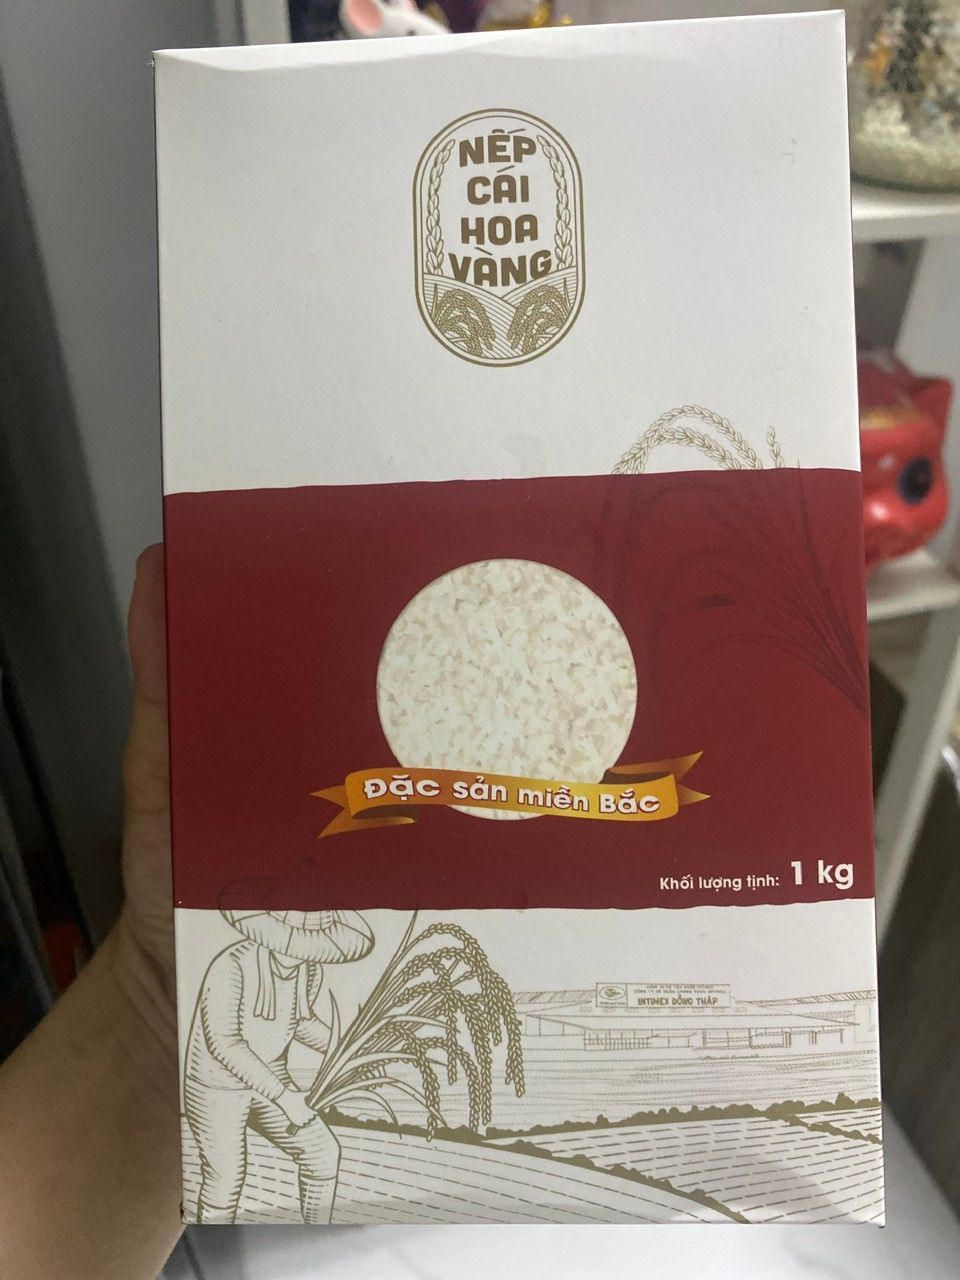 NẾP
CÁI
HOA
VÀNG
Đặc sản miền Bắc
Khối lượng tịnh: 1 kg
INTIMEX ĐỒNG THÁP